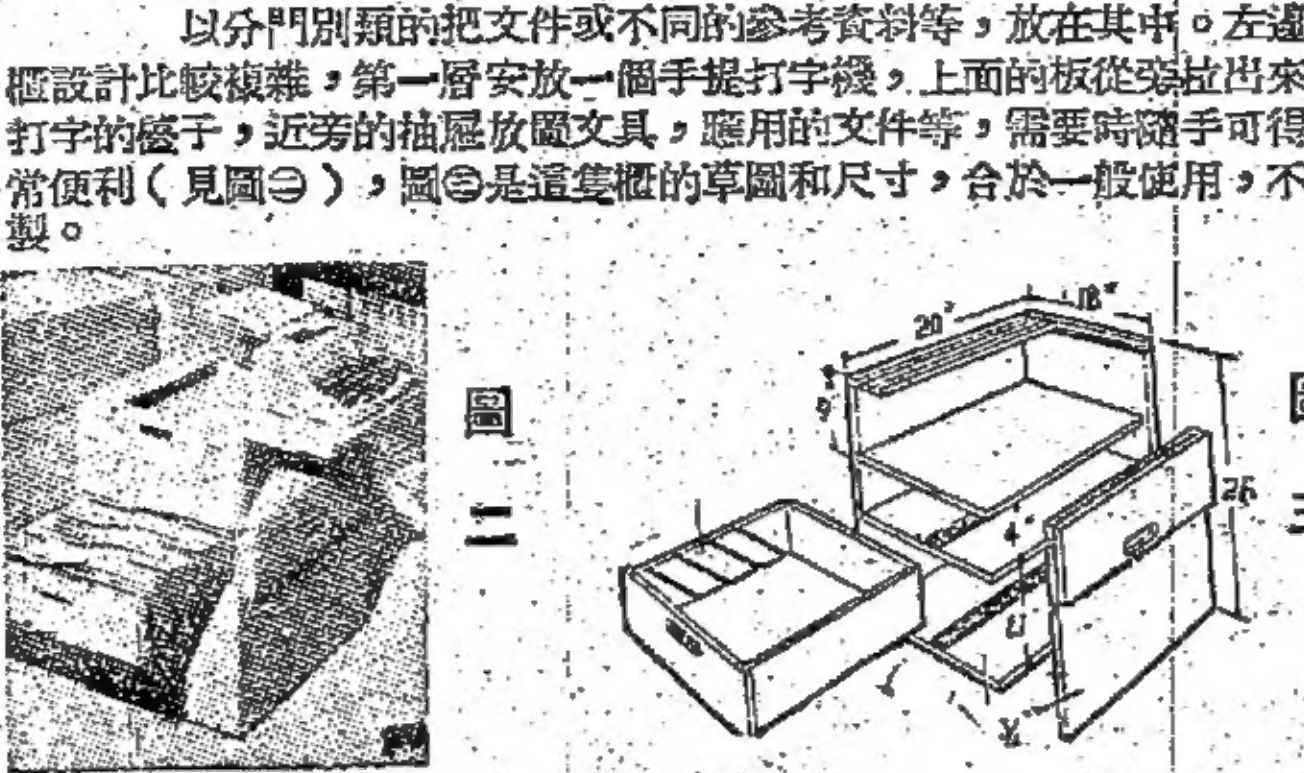 以分門別類的把文件或不同的參考資料等，放在其中。左邊
櫃設計比較複雜，第一層安放一個手提打字機，上面的板從旁拉出來
打字的檯子，近旁的抽屜放置文具，應用的文件等，需要時隨手可得
常便利（見圖㊁），圖㊂是這隻櫃的草圖和尺寸，合於一般使用，不
製。
圖二
20"
18"
9"
4"
26